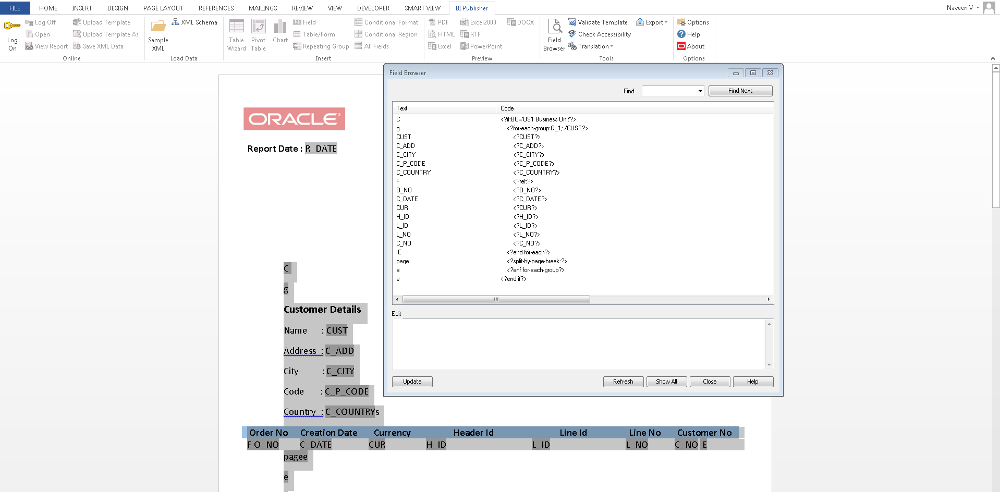 FILE HOME INSERT DESIGN PAGE LAYOUT REFERENCES MAILINGS REVIEW VIEW DEVELOPER SMART VIEW BI Publisher Naveen V
Log On
Log Off
Open
View Report
Upload Template
Upload Template As
Save XML Data
Online
Sample XML
XML Schema
Load Data
Table Wizard
Pivot Table
Chart
123 Field
Table/Form
Repeating Group
Conditional Format
Conditional Region
All Fields
Insert
PDF
HTML
Excel
Excel2000
RTF
PowerPoint
DOCX
Preview
Field Browser
Validate Template
Check Accessibility
Translation
Export
Tools
Options
Help
About
Options
Field Browser
Find
Find Next
Text Code
C <?if:BU='US1 Business Unit'?>
g <?for-each-group:G_1;./CUST?>
CUST <?CUST?>
C_ADD <?C_ADD?>
C_CITY <?C_CITY?>
C_P_CODE <?C_P_CODE?>
C_COUNTRY <?C_COUNTRY?>
F <?ref:?>
O_NO <?O_NO?>
C_DATE <?C_DATE?>
CUR <?CUR?>
H_ID <?H_ID?>
L_ID <?L_ID?>
L_NO <?L_NO?>
C_NO <?C_NO?>
E <?end for-each?>
page <?split-by-page-break:?>
e <?enf for-each-group?>
e <?end if?>
Edit
Update Refresh Show All Close Help
ORACLE
Report Date : R_DATE
C
g
Customer Details
Name : CUST
Address : C_ADD
City : C_CITY
Code : C_P_CODE
Country : C_COUNTRYs
Order No Creation Date Currency Header Id Line Id Line No Customer No
F O_NO C_DATE CUR H_ID L_ID L_NO C_NO E
pagee
e